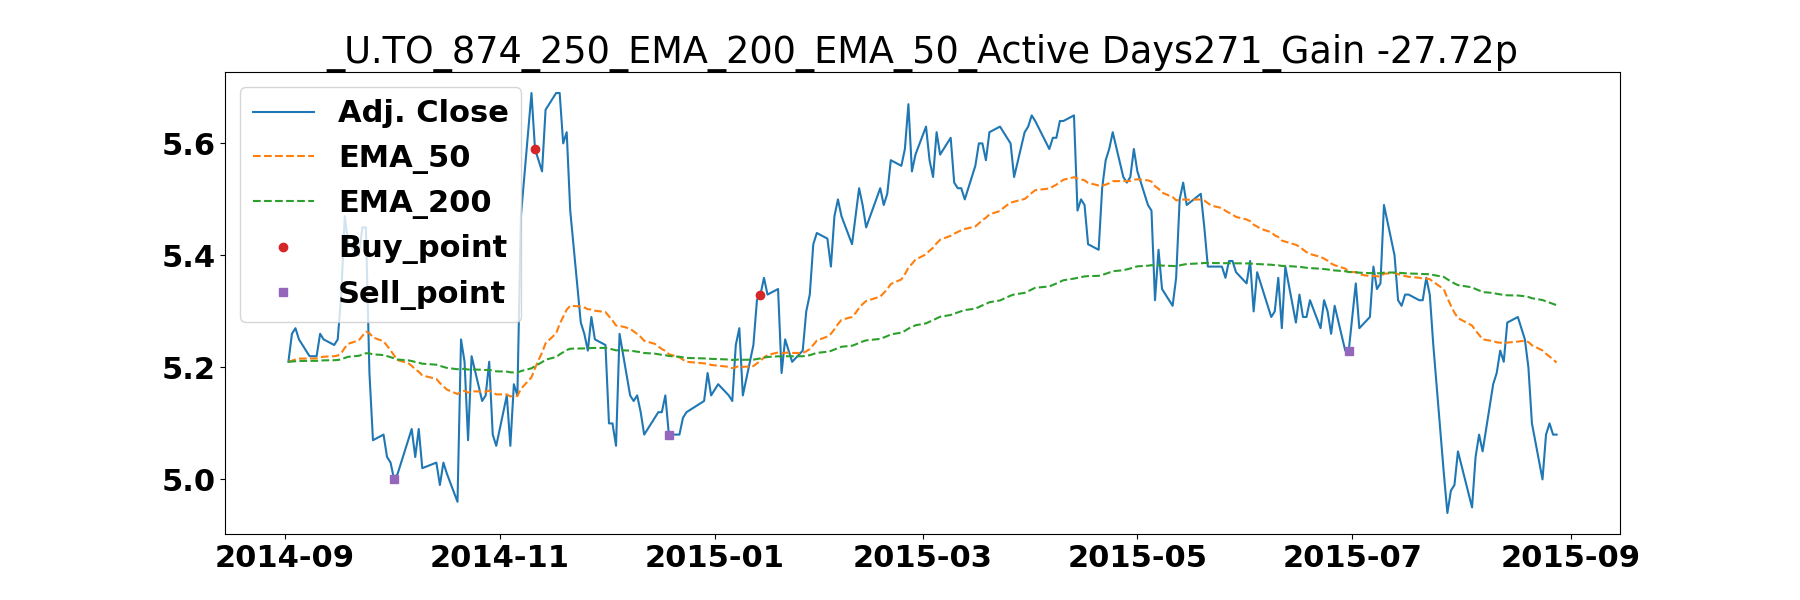 _U.TO_874_250_EMA_200_EMA_50_Active Days271_Gain -27.72p
Adj. Close
EMA_50
EMA_200
Buy_point
Sell_point
5.6
5.4
5.2
5.0
2014-09 2014-11 2015-01 2015-03 2015-05 2015-07 2015-09